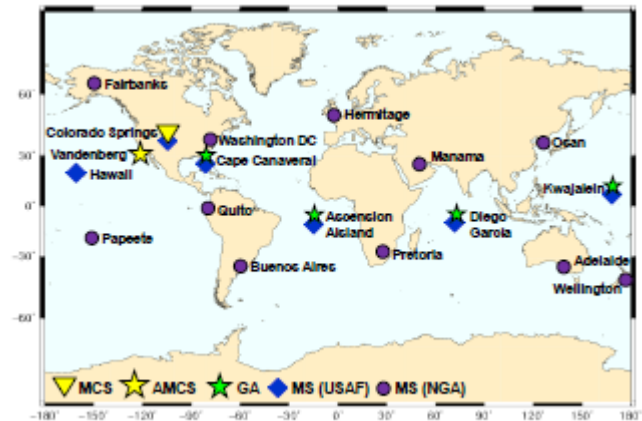 Fairbanks
Hermitage
Colorado Springs
Washington DC
Osan
Vandenberg
Cape Canaveral
Manama
Hawaii
Kwajalein
Quito
Ascension
Aisland
Diego
Garcia
Papeete
Buenos Aires
Pretoria
Adelaide
Wellington
60°
30°
0°
-30°
-60°
MCS AMCS GA MS (USAF) MS (NGA)
-180° -150° -120° -90° -60° -30° 0° 30° 60° 90° 120° 150° 180°